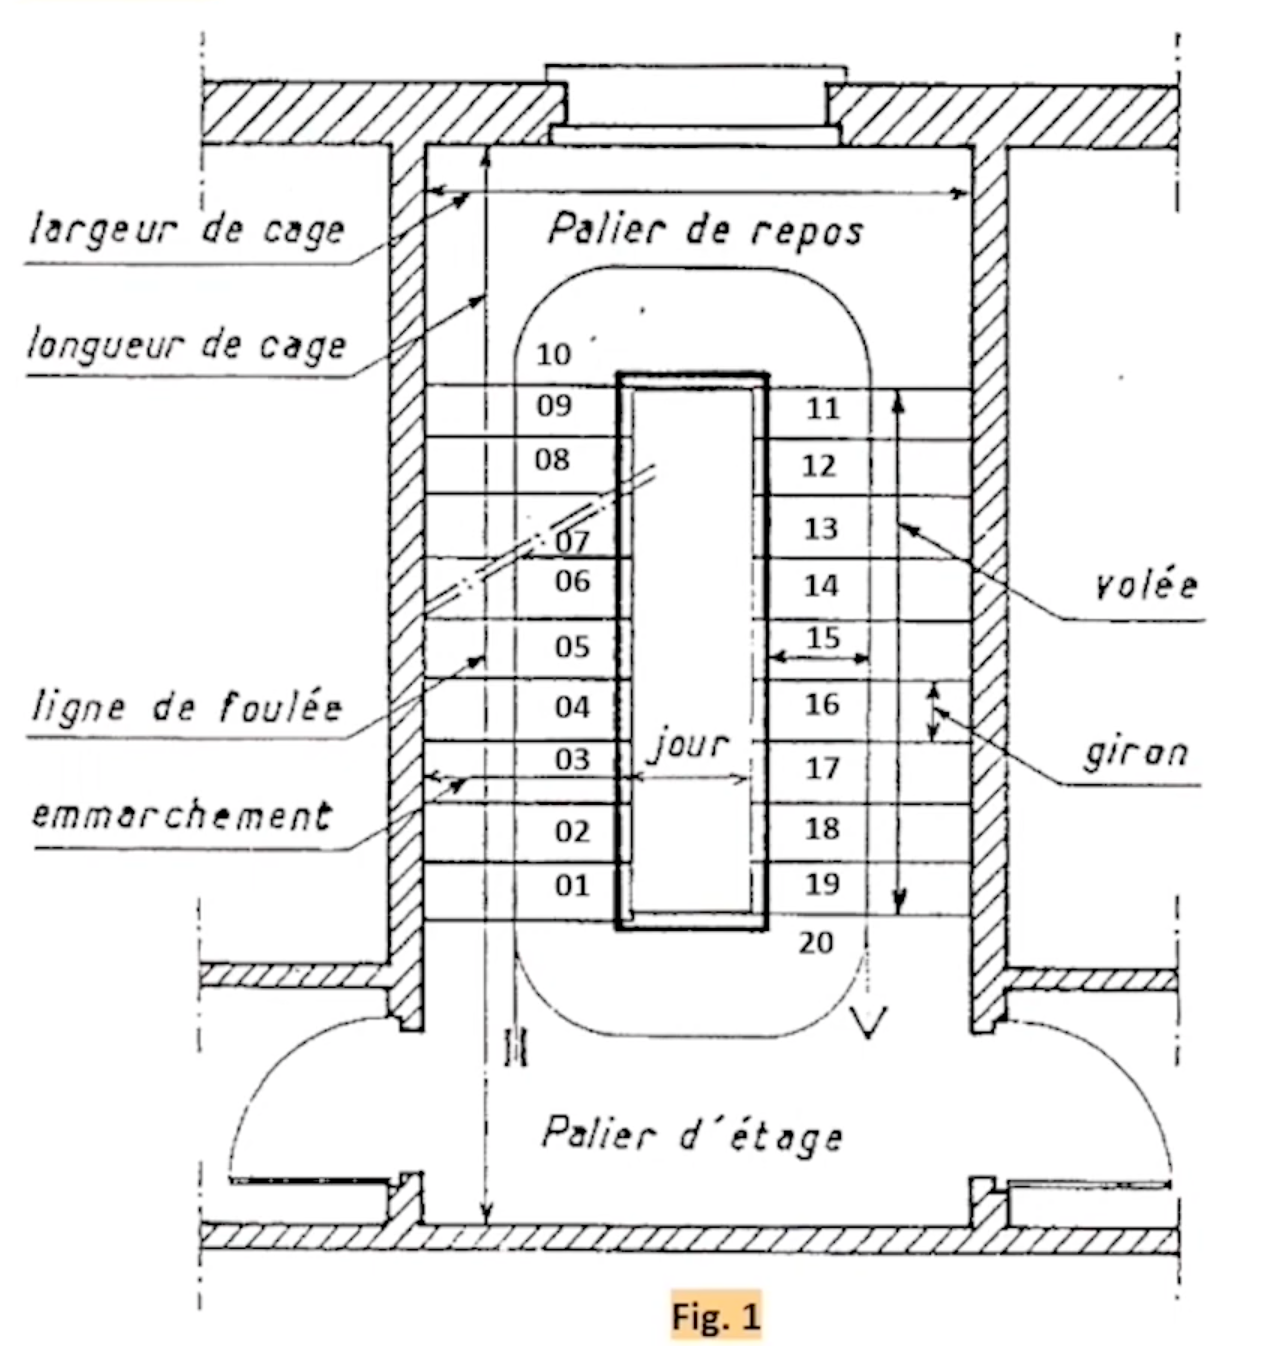 largeur de cage
Palier de repos
longueur de cage
10
09
11
08
12
07
13
06
14
volée
05
15
ligne de foulée
04
16
jour
giron
03
17
emmarchement
02
18
01
19
20
Palier d'étage
Fig. 1